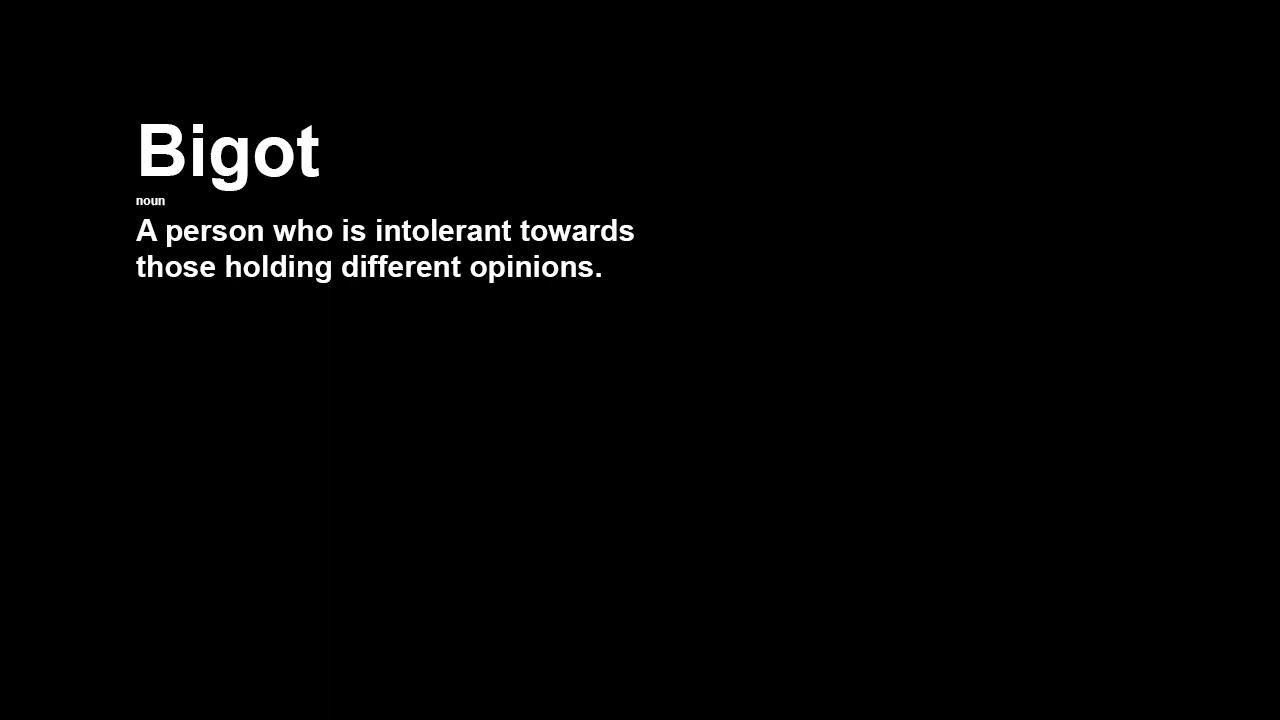 Bigot
noun
A person who is intolerant towards
those holding different opinions.